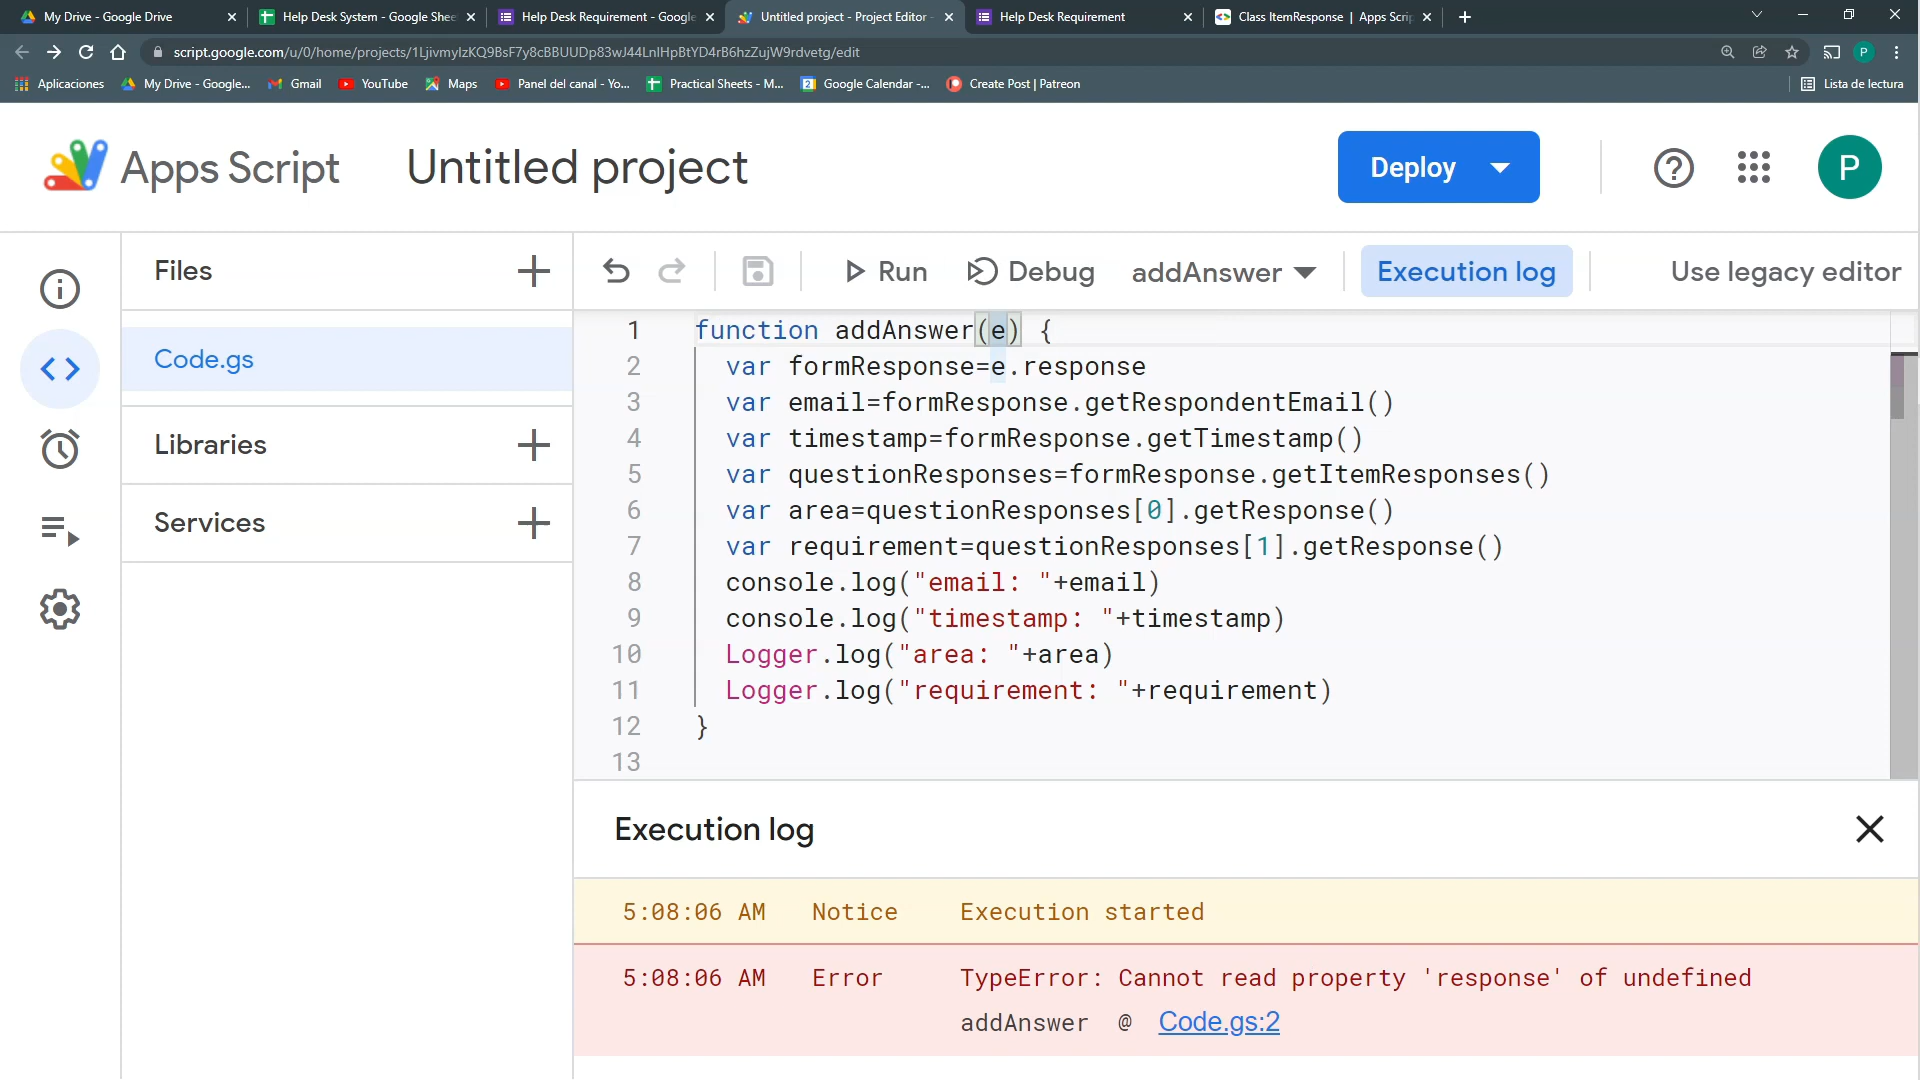 My Drive - Google Drive
Help Desk System - Google Shee
Help Desk Requirement - Google
Untitled project - Project Editor -
Help Desk Requirement
Class ItemResponse | Apps Scrip
script.google.com/u/0/home/projects/1LjivmylzKQ9BsF7y8cBBUUDp83wJ44LnlHpBtYD4rB6hzZujW9rdvetg/edit
P
Aplicaciones
My Drive - Google...
Gmail
YouTube
Maps
Panel del canal - Yo...
Practical Sheets - M...
Google Calendar -...
Create Post | Patreon
Lista de lectura
Apps Script
Untitled project
Deploy
P
Files
Run
Debug
addAnswer
Execution log
Use legacy editor
Code.gs
Libraries
Services
1 function addAnswer(e) {
2 var formResponse=e.response
3 var email=formResponse.getRespondentEmail()
4 var timestamp=formResponse.getTimestamp()
5 var questionResponses=formResponse.getItemResponses()
6 var area=questionResponses[0].getResponse()
7 var requirement=questionResponses[1].getResponse()
8 console.log("email: "+email)
9 console.log("timestamp: "+timestamp)
10 Logger.log("area: "+area)
11 Logger.log("requirement: "+requirement)
12 }
13
Execution log
5:08:06 AM Notice Execution started
5:08:06 AM Error TypeError: Cannot read property 'response' of undefined
addAnswer @ Code.gs:2